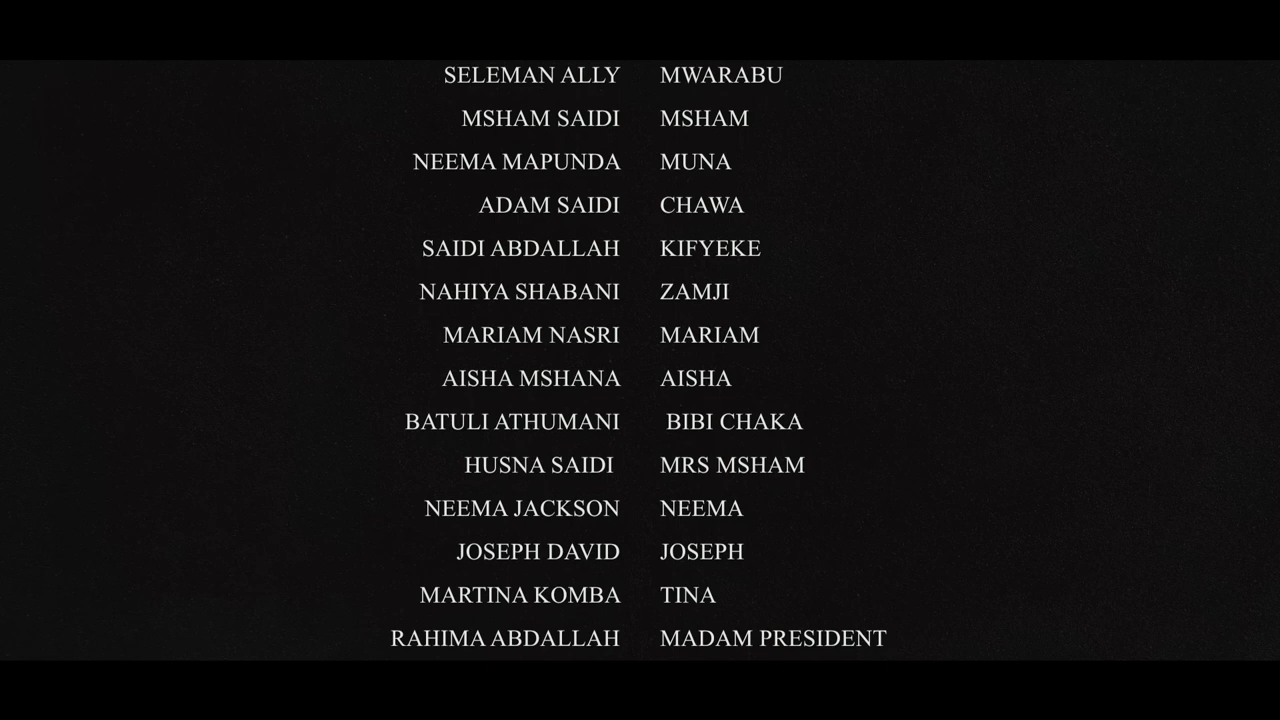 SELEMAN ALLY MWARABU
MSHAM SAIDI MSHAM
NEEMA MAPUNDA MUNA
ADAM SAIDI CHAWA
SAIDI ABDALLAH KIFYEKE
NAHIYA SHABANI ZAMJI
MARIAM NASRI MARIAM
AISHA MSHANA AISHA
BATULI ATHUMANI BIBI CHAKA
HUSNA SAIDI MRS MSHAM
NEEMA JACKSON NEEMA
JOSEPH DAVID JOSEPH
MARTINA KOMBA TINA
RAHIMA ABDALLAH MADAM PRESIDENT